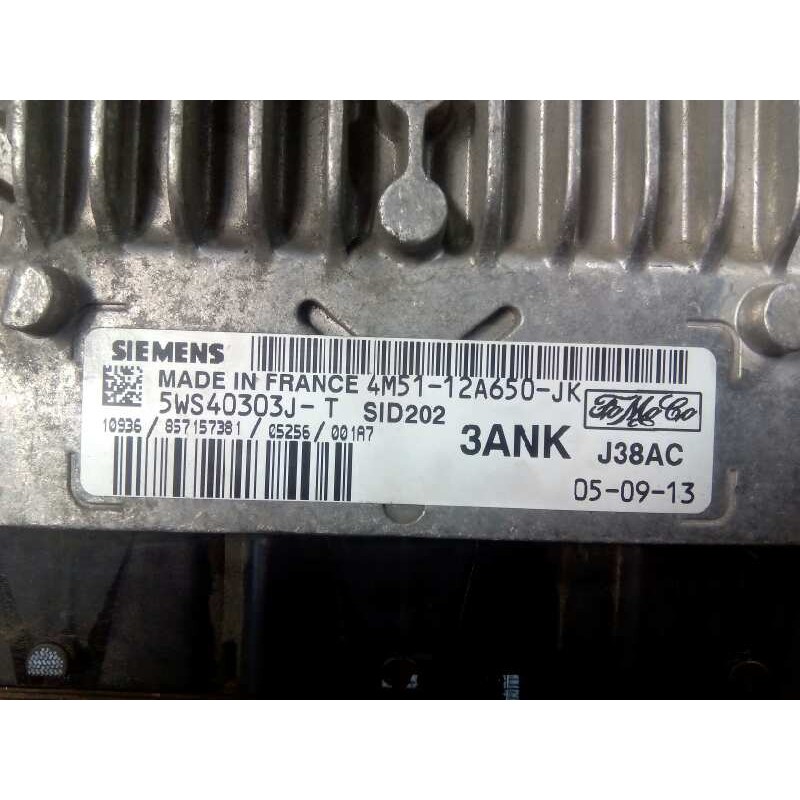 SIEMENS
MADE IN FRANCE 4M51-12A650-JK
5WS40303J-T SID202
FoMoCo
10936/857157381/05256/001A7
3ANK J38AC
05-09-13